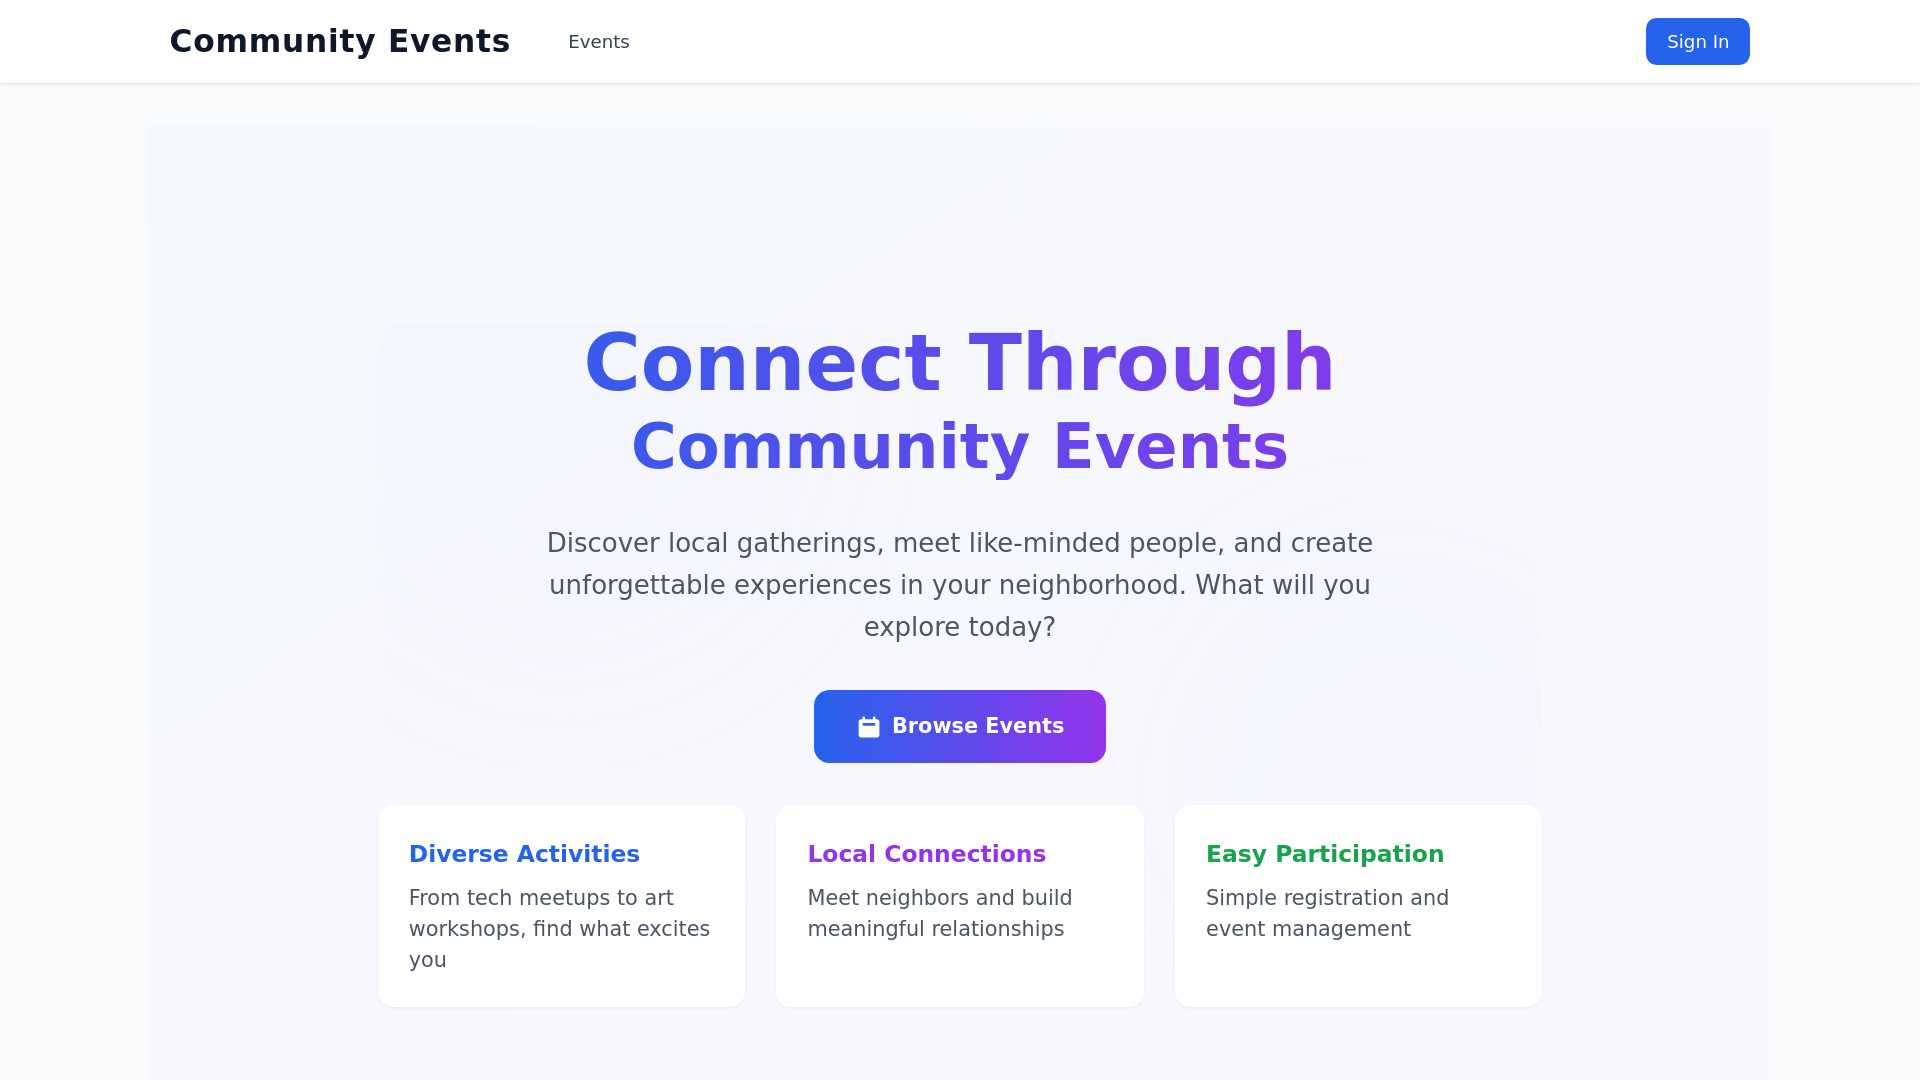 Community Events
Events
Sign In
Connect Through
Community Events
Discover local gatherings, meet like-minded people, and create
unforgettable experiences in your neighborhood. What will you
explore today?
Browse Events
Diverse Activities
From tech meetups to art
workshops, find what excites
you
Local Connections
Meet neighbors and build
meaningful relationships
Easy Participation
Simple registration and
event management